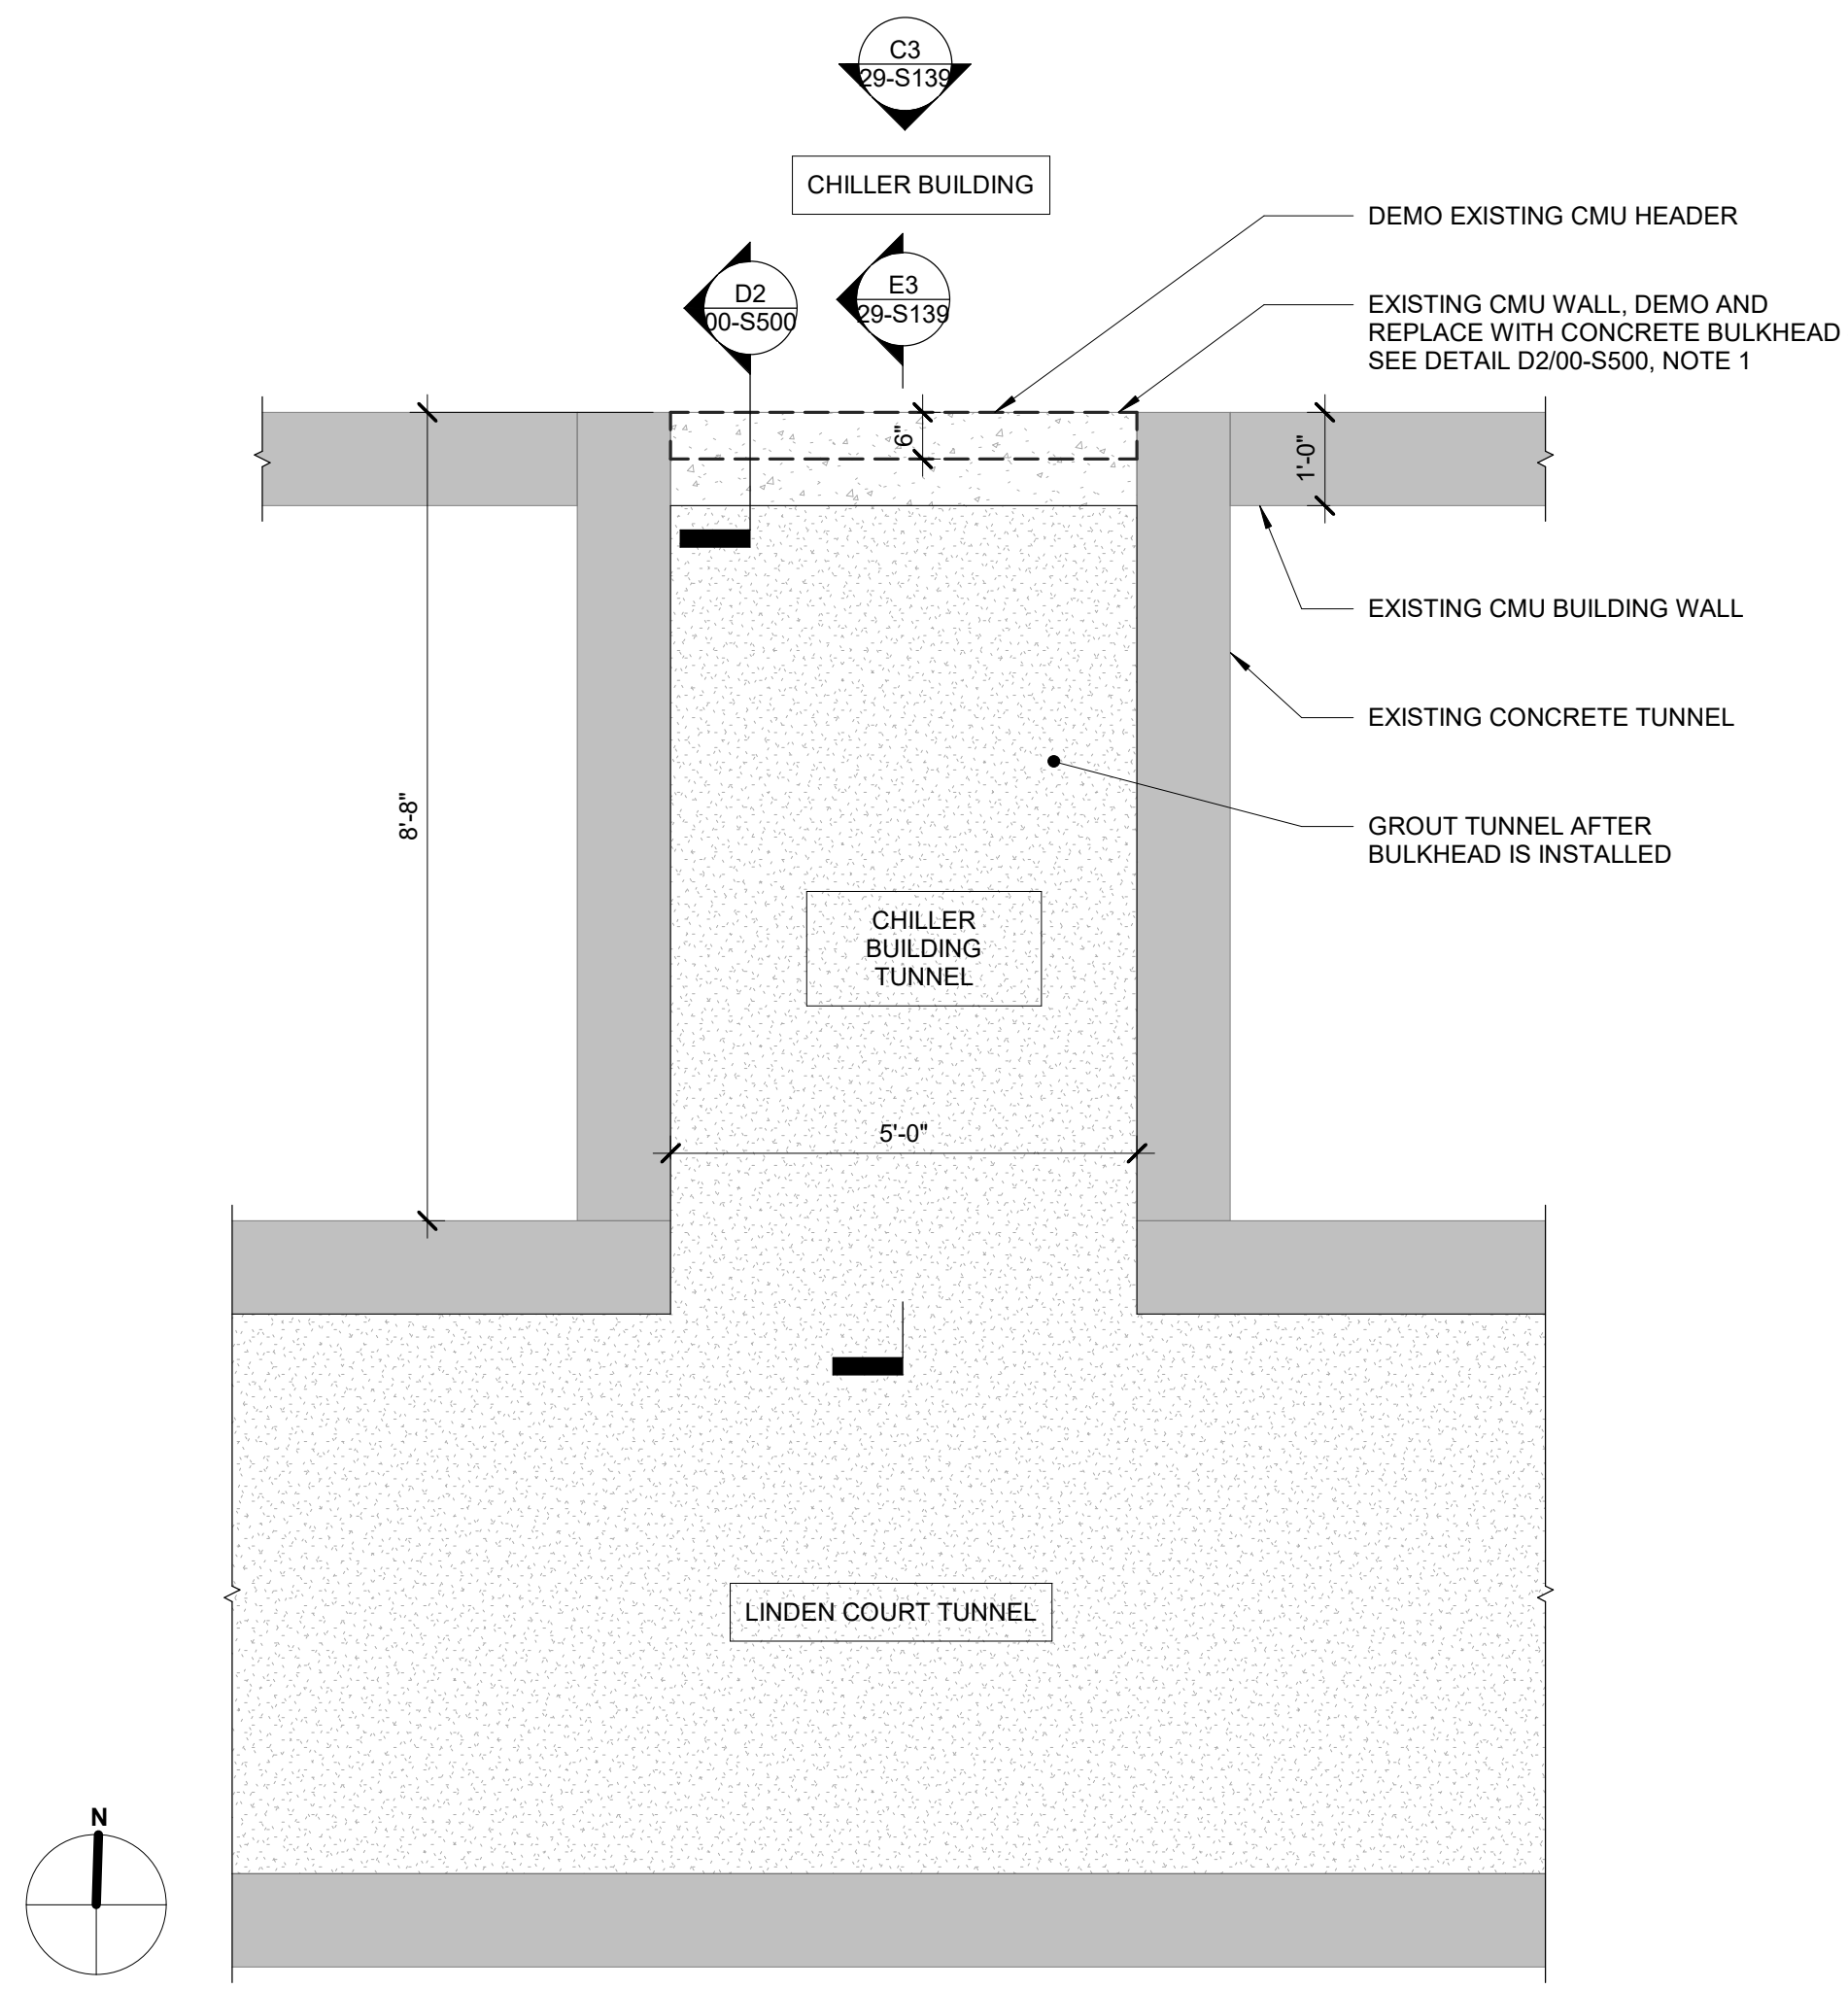 C3
29-S139
CHILLER BUILDING
DEMO EXISTING CMU HEADER
D2
00-S500
E3
29-S139
EXISTING CMU WALL, DEMO AND
REPLACE WITH CONCRETE BULKHEAD
SEE DETAIL D2/00-S500, NOTE 1
6"
1'-0"
EXISTING CMU BUILDING WALL
EXISTING CONCRETE TUNNEL
8'-8"
GROUT TUNNEL AFTER
BULKHEAD IS INSTALLED
CHILLER
BUILDING
TUNNEL
5'-0"
LINDEN COURT TUNNEL
N